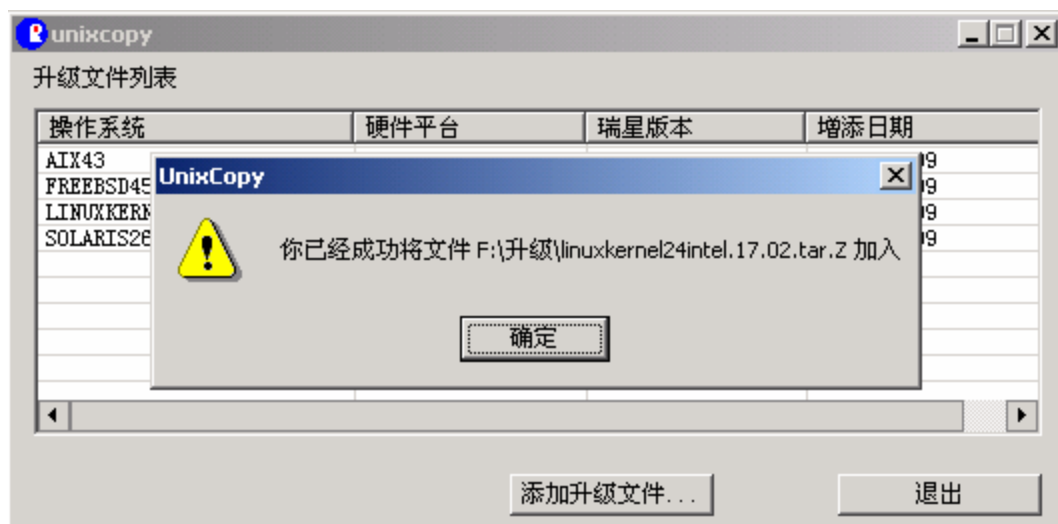 unixcopy
升级文件列表
操作系统 硬件平台 瑞星版本 增添日期
AIX43
FREEBSD45
LINUXKERN
SOLARIS26
UnixCopy
你已经成功将文件 F:\升级\linuxkernel24intel.17.02.tar.Z 加入
确定
添加升级文件... 退出